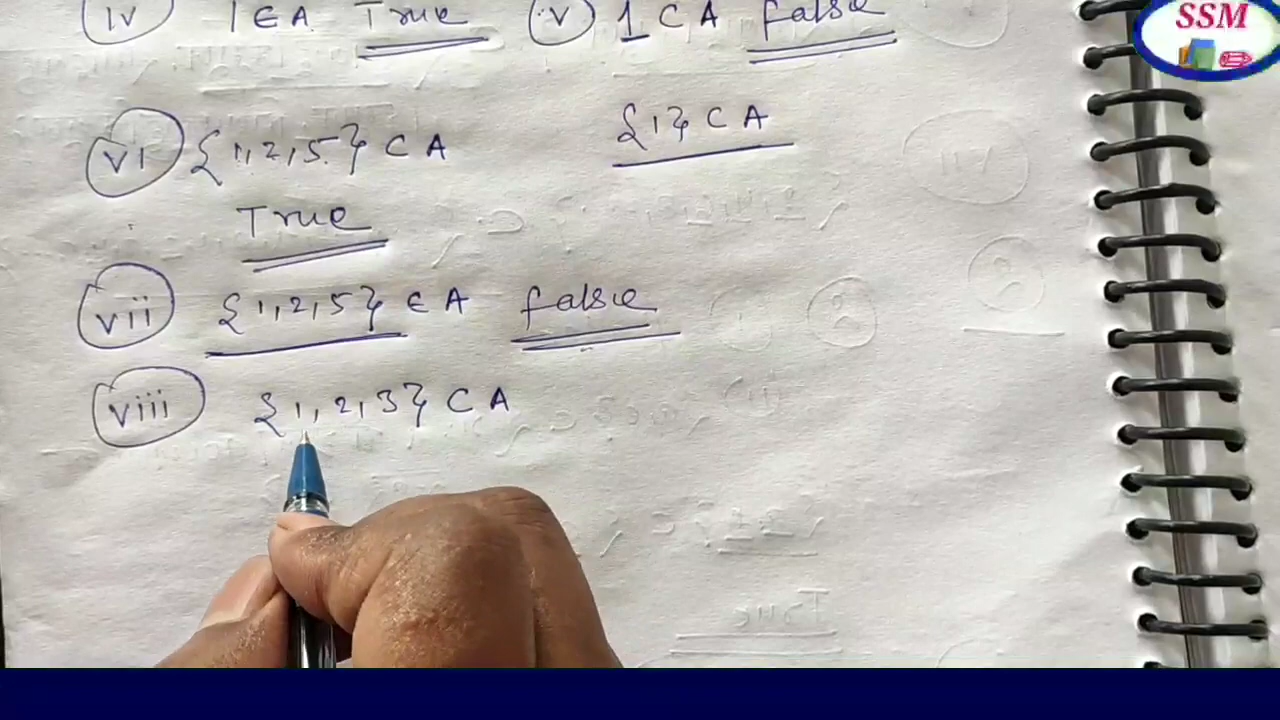 SSM
iv 1 ∈ A True v 1 ⊂ A False
vi {1,2,5} ⊂ A {1} ⊂ A
True
vii {1,2,5} ∈ A False
viii {1,2,3} ⊂ A